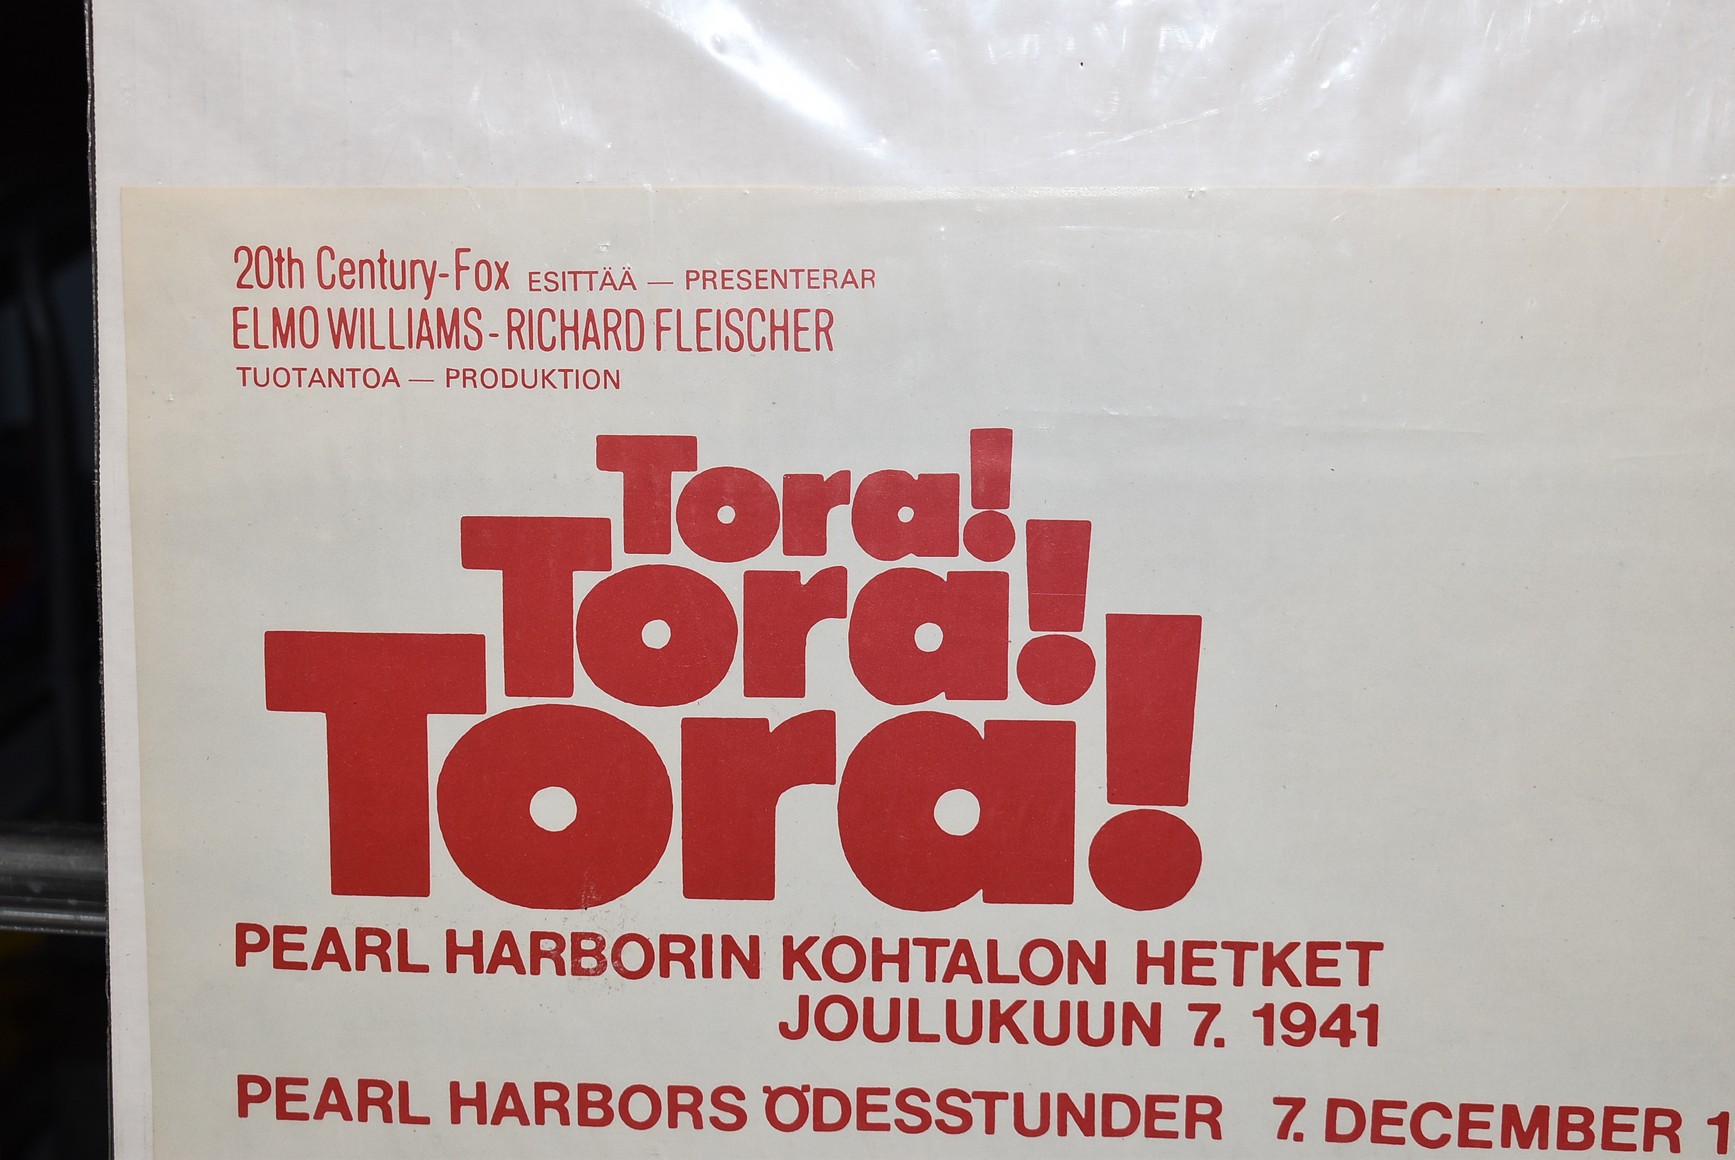 20th Century-Fox ESITTÄÄ — PRESENTERAR
ELMO WILLIAMS-RICHARD FLEISCHER
TUOTANTOA — PRODUKTION
Tora!
Tora!
Tora!
PEARL HARBORIN KOHTALON HETKET
JOULUKUUN 7. 1941
PEARL HARBORS ÖDESSTUNDER 7. DECEMBER 1